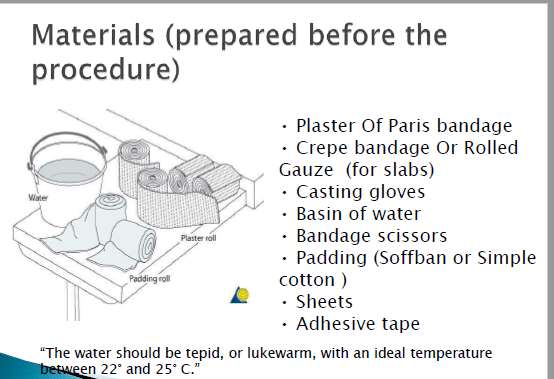 Materials (prepared before the
procedure)
Water
Plaster roll
Padding roll
• Plaster Of Paris bandage
• Crepe bandage Or Rolled
Gauze (for slabs)
• Casting gloves
• Basin of water
• Bandage scissors
• Padding (Soffban or Simple
cotton )
• Sheets
• Adhesive tape
“The water should be tepid, or lukewarm, with an ideal temperature
between 22° and 25° C.”